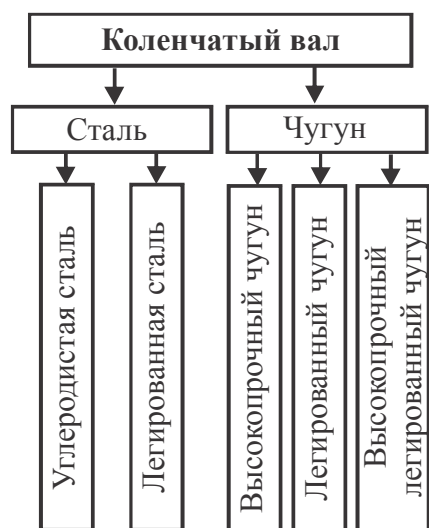 Коленчатый вал
Сталь
Чугун
Углеродистая сталь
Легированная сталь
Высокопрочный чугун
Легированный чугун
Высокопрочный
легированный чугун